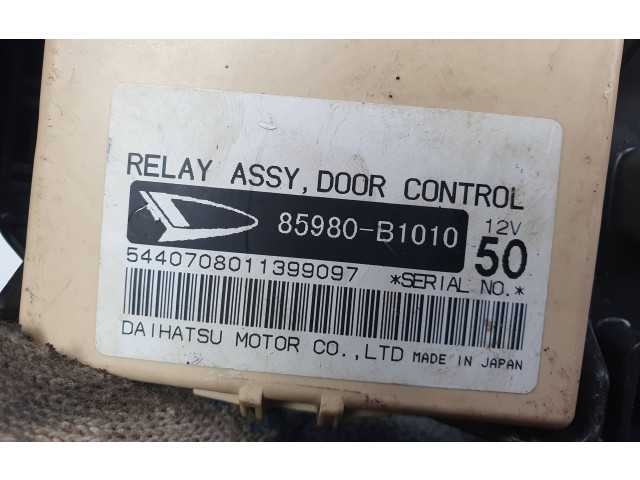 RELAY ASSY, DOOR CONTROL
85980-B1010 12V
50
5440708011399097 *SERIAL NO.*
DAIHATSU MOTOR CO.,LTD MADE IN JAPAN